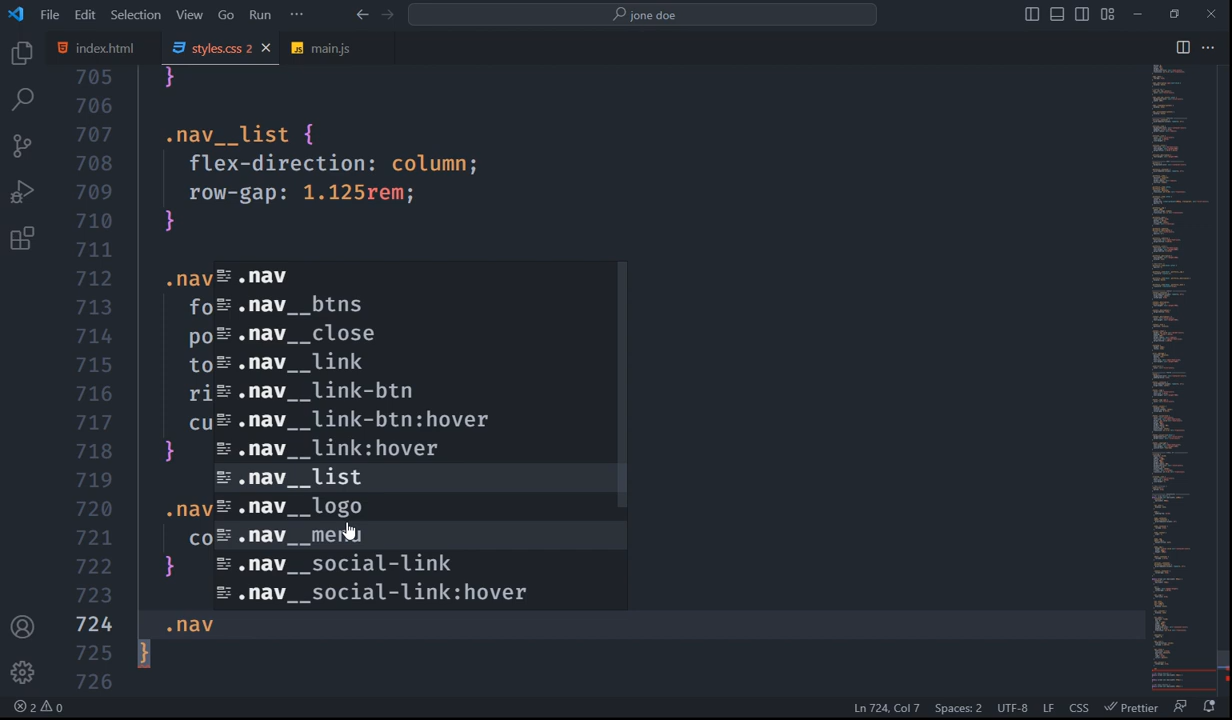 File Edit Selection View Go Run ··· jone doe
index.html styles.css 2 JS main.js
705 }
706
707 .nav__list {
708 flex-direction: column;
709 row-gap: 1.125rem;
710 }
711
712 .nav .nav
713 fo .nav__btns
714 po .nav__close
715 to .nav__link
716 ri .nav__link-btn
717 cu .nav__link-btn:hover
718 } .nav__link:hover
719 .nav__list
720 .nav .nav__logo
721 co .nav__menu
722 } .nav__social-link
723 .nav__social-link:hover
724 .nav
725 }
726
2 0 Ln 724, Col 7 Spaces: 2 UTF-8 LF CSS Prettier